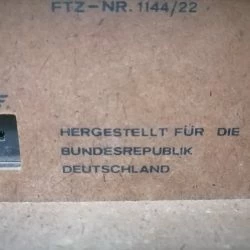 FTZ-NR. 1144/22
HERGESTELLT FÜR DIE
BUNDESREPUBLIK
DEUTSCHLAND